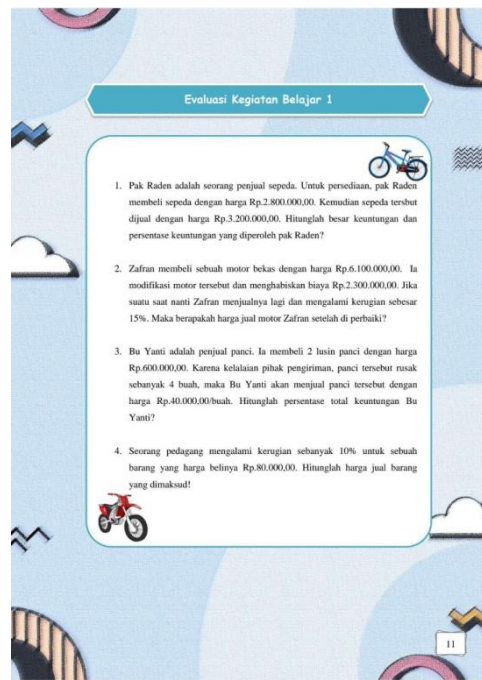 Evaluasi Kegiatan Belajar 1
1. Pak Raden adalah seorang penjual sepeda. Untuk persediaan, pak Raden
membeli sepeda dengan harga Rp.2.800.000,00. Kemudian sepeda tersbut
dijual dengan harga Rp.3.200.000,00. Hitunglah besar keuntungan dan
persentase keuntungan yang diperoleh pak Raden?
2. Zafran membeli sebuah motor bekas dengan harga Rp.6.100.000,00. Ia
modifikasi motor tersebut dan menghabiskan biaya Rp.2.300.000,00. Jika
suatu saat nanti Zafran menjualnya lagi dan mengalami kerugian sebesar
15%. Maka berapakah harga jual motor Zafran setelah di perbaiki?
3. Bu Yanti adalah penjual panci. Ia membeli 2 lusin panci dengan harga
Rp.600.000,00. Karena kelalaian pihak pengiriman, panci tersebut rusak
sebanyak 4 buah, maka Bu Yanti akan menjual panci tersebut dengan
harga Rp.40.000,00/buah. Hitunglah persentase total keuntungan Bu
Yanti?
4. Seorang pedagang mengalami kerugian sebanyak 10% untuk sebuah
barang yang harga belinya Rp.80.000,00. Hitunglah harga jual barang
yang dimaksud!
11